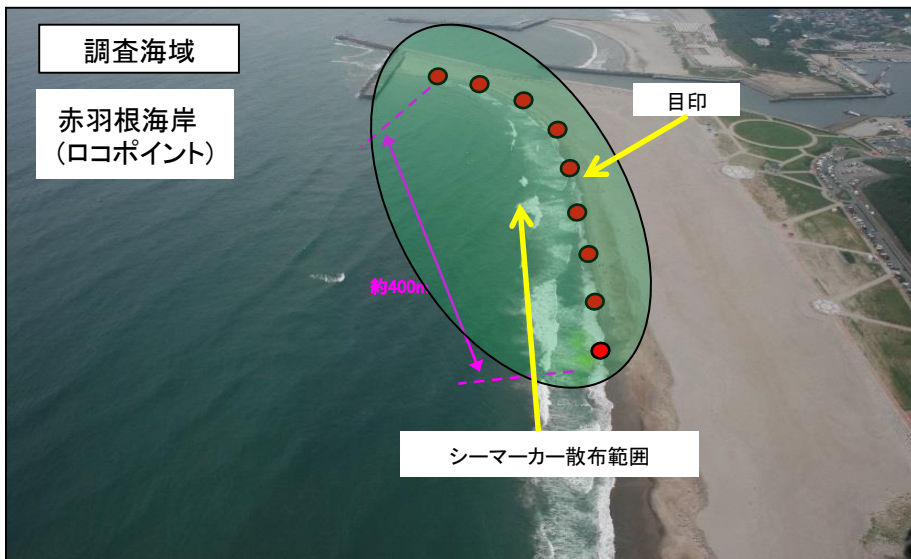 調査海域
赤羽根海岸
(ロコポイント)
目印
約400m
シーマーカー散布範囲